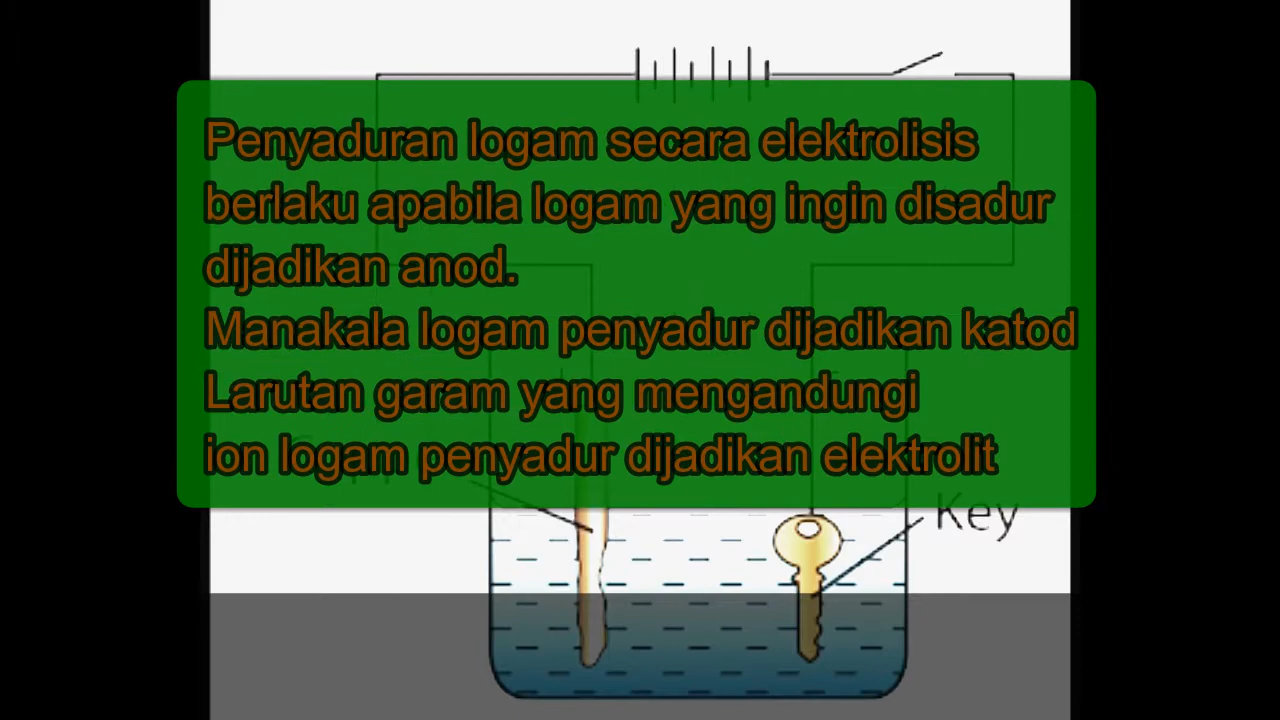 Penyaduran logam secara elektrolisis
berlaku apabila logam yang ingin disadur
dijadikan anod.
Manakala logam penyadur dijadikan katod
Larutan garam yang mengandungi
ion logam penyadur dijadikan elektrolit
Key